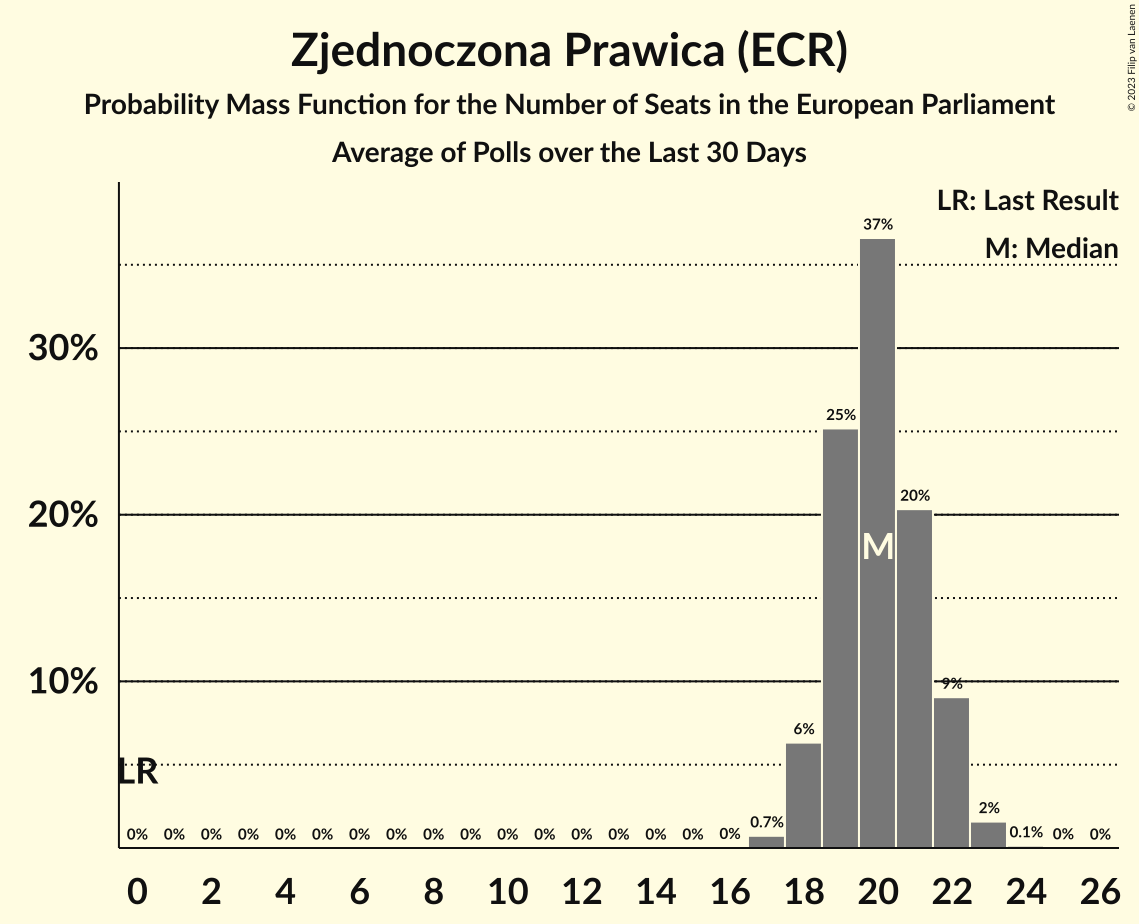 Zjednoczona Prawica (ECR)
Probability Mass Function for the Number of Seats in the European Parliament
Average of Polls over the Last 30 Days
© 2023 Filip van Laenen
LR: Last Result
M: Median
37%
30%
25%
20%
20%
M
10%
9%
6%
LR
2%
0% 0% 0% 0% 0% 0% 0% 0% 0% 0% 0% 0% 0% 0% 0% 0% 0% 0.7% 0.1% 0% 0%
0 2 4 6 8 10 12 14 16 18 20 22 24 26